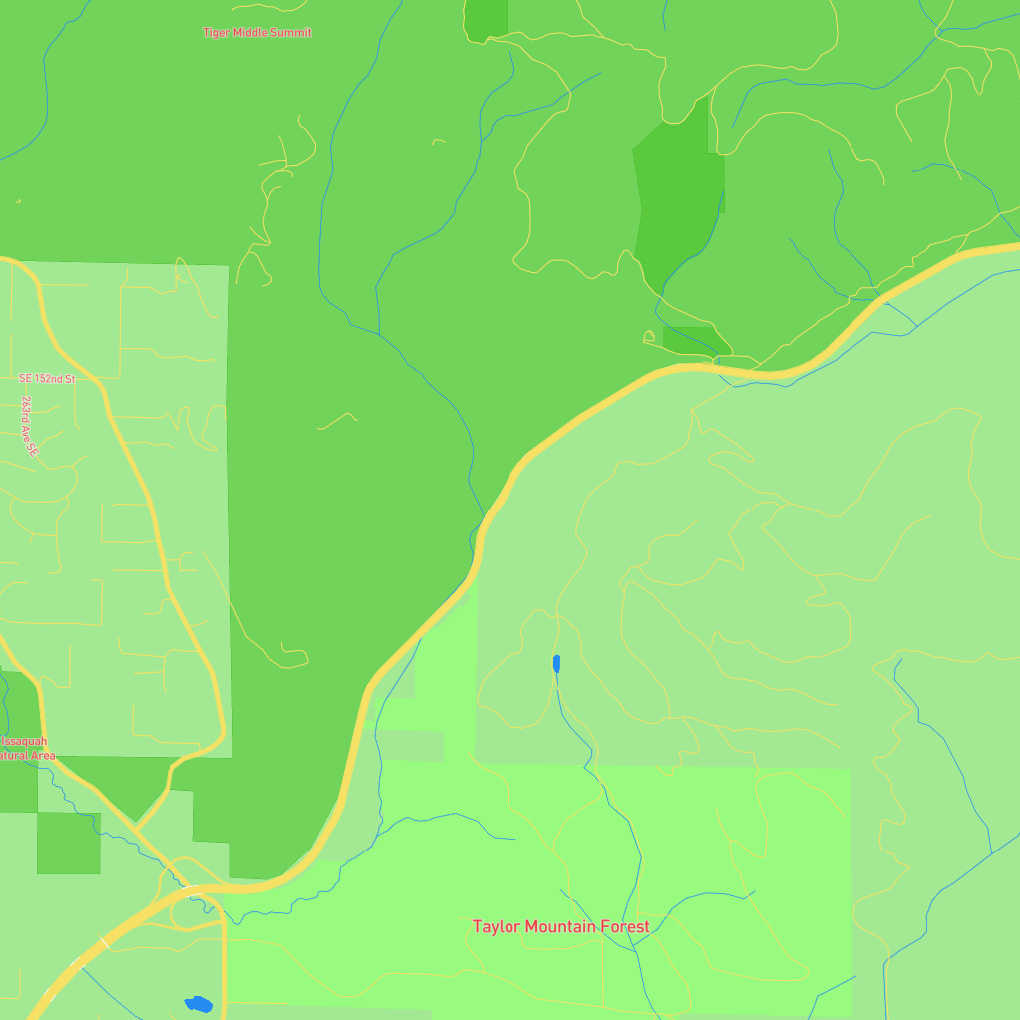 Tiger Middle Summit
SE 152nd St
263rd Ave SE
Issaquah
atural Area
Taylor Mountain Forest